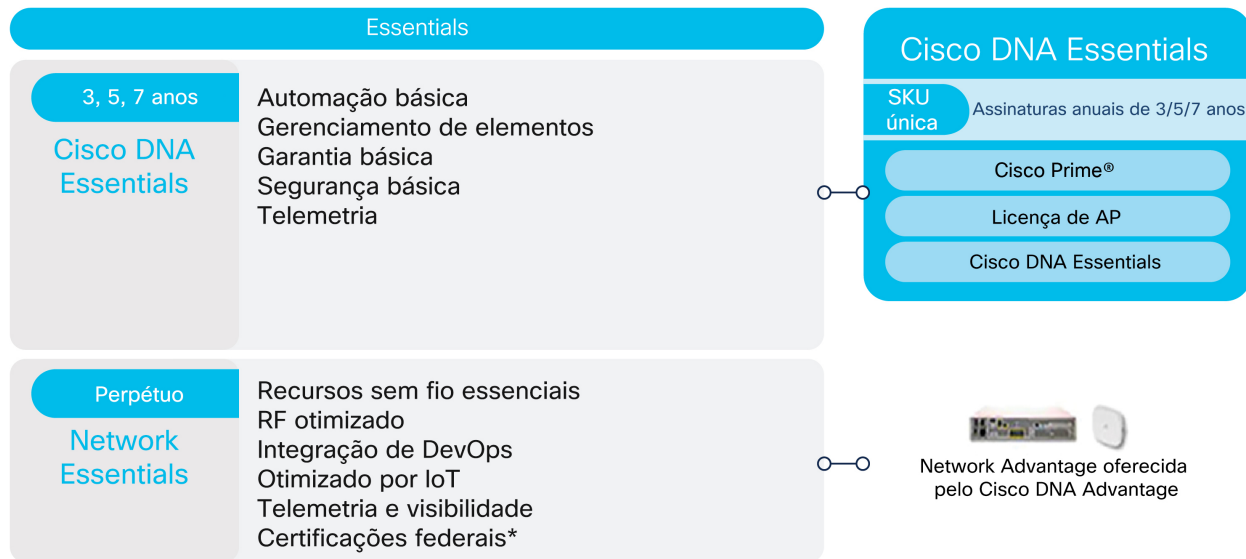 Essentials
3, 5, 7 anos
Cisco DNA
Essentials
Automação básica
Gerenciamento de elementos
Garantia básica
Segurança básica
Telemetria
Cisco DNA Essentials
SKU
única
Assinaturas anuais de 3/5/7 anos
Cisco Prime®
Licença de AP
Cisco DNA Essentials
Perpétuo
Network
Essentials
Recursos sem fio essenciais
RF otimizado
Integração de DevOps
Otimizado por IoT
Telemetria e visibilidade
Certificações federais*
Network Advantage oferecida
pelo Cisco DNA Advantage